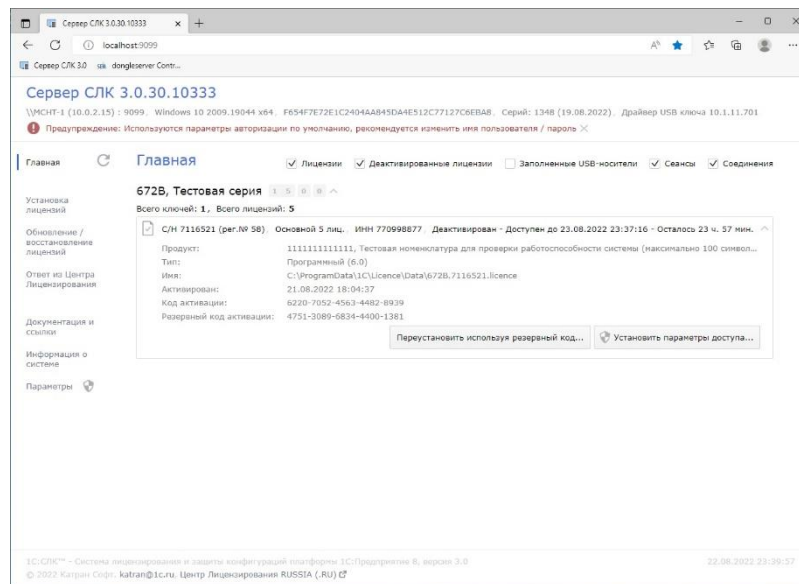 Сервер СЛК 3.0.30.10333
localhost:9099
Сервер СЛК 3.0 dongleserver Contr...
Сервер СЛК 3.0.30.10333
\\МСНТ-1 (10.0.2.15) : 9099, Windows 10 2009.19044 x64, F654F7E72E1C2404AA845DA4E512C77127C6EBA8, Серий: 1348 (19.08.2022), Драйвер USB ключа 10.1.11.701
Предупреждение: Используются параметры авторизации по умолчанию, рекомендуется изменить имя пользователя / пароль
Главная
Установка
лицензий
Обновление /
восстановление
лицензий
Ответ из Центра
Лицензирования
Документация и
ссылки
Информация о
системе
Параметры
Главная
Лицензии Деактивированные лицензии Заполненные USB-носители Сеансы Соединения
672B, Тестовая серия 1 5 0 0
Всего ключей: 1, Всего лицензий: 5
С/Н 7116521 (рег.№ 58), Основной 5 лиц., ИНН 770998877, Деактивирован - Доступен до 23.08.2022 23:37:16 - Осталось 23 ч. 57 мин.
Продукт: 1111111111111, Тестовая номенклатура для проверки работоспособности системы (максимально 100 символ...
Тип: Программный (6.0)
Имя: C:\ProgramData\1C\Licence\Data\672B.7116521.licence
Активирован: 21.08.2022 18:04:37
Код активации: 6220-7052-4563-4482-8939
Резервный код активации: 4751-3089-6834-4400-1381
Переустановить используя резервный код... Установить параметры доступа...
1С:СЛК™ - Система лицензирования и защиты конфигураций платформы 1С:Предприятие 8, версия 3.0 22.08.2022 23:39:57
© 2022 Катран Софт, katran@1c.ru, Центр Лицензирования RUSSIA (.RU)